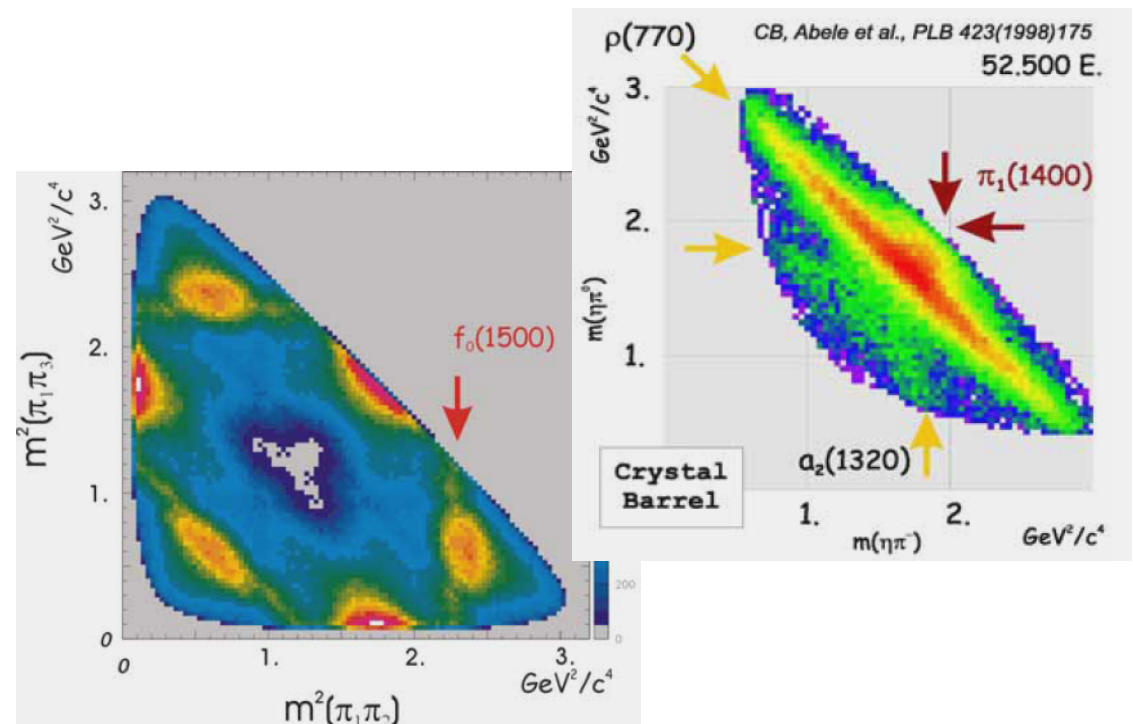 ρ(770)
CB, Abele et al., PLB 423(1998)175
52.500 E.
3.
GeV²/c⁴
π₁(1400)
2.
m(ηπ⁰)
1.
a₂(1320)
Crystal
Barrel
1.
2.
m(ηπ⁻)
GeV²/c⁴
3.
GeV²/c⁴
f₀(1500)
2.
m²(π₁π₃)
1.
200
0
0
0
1.
2.
3.
GeV²/c⁴
m²(π₁π₂)